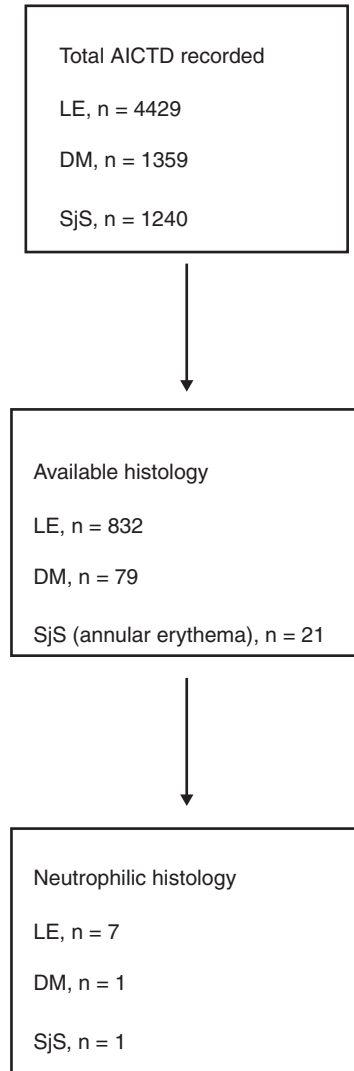 Total AICTD recorded
LE, n = 4429
DM, n = 1359
SjS, n = 1240
Available histology
LE, n = 832
DM, n = 79
SjS (annular erythema), n = 21
Neutrophilic histology
LE, n = 7
DM, n = 1
SjS, n = 1